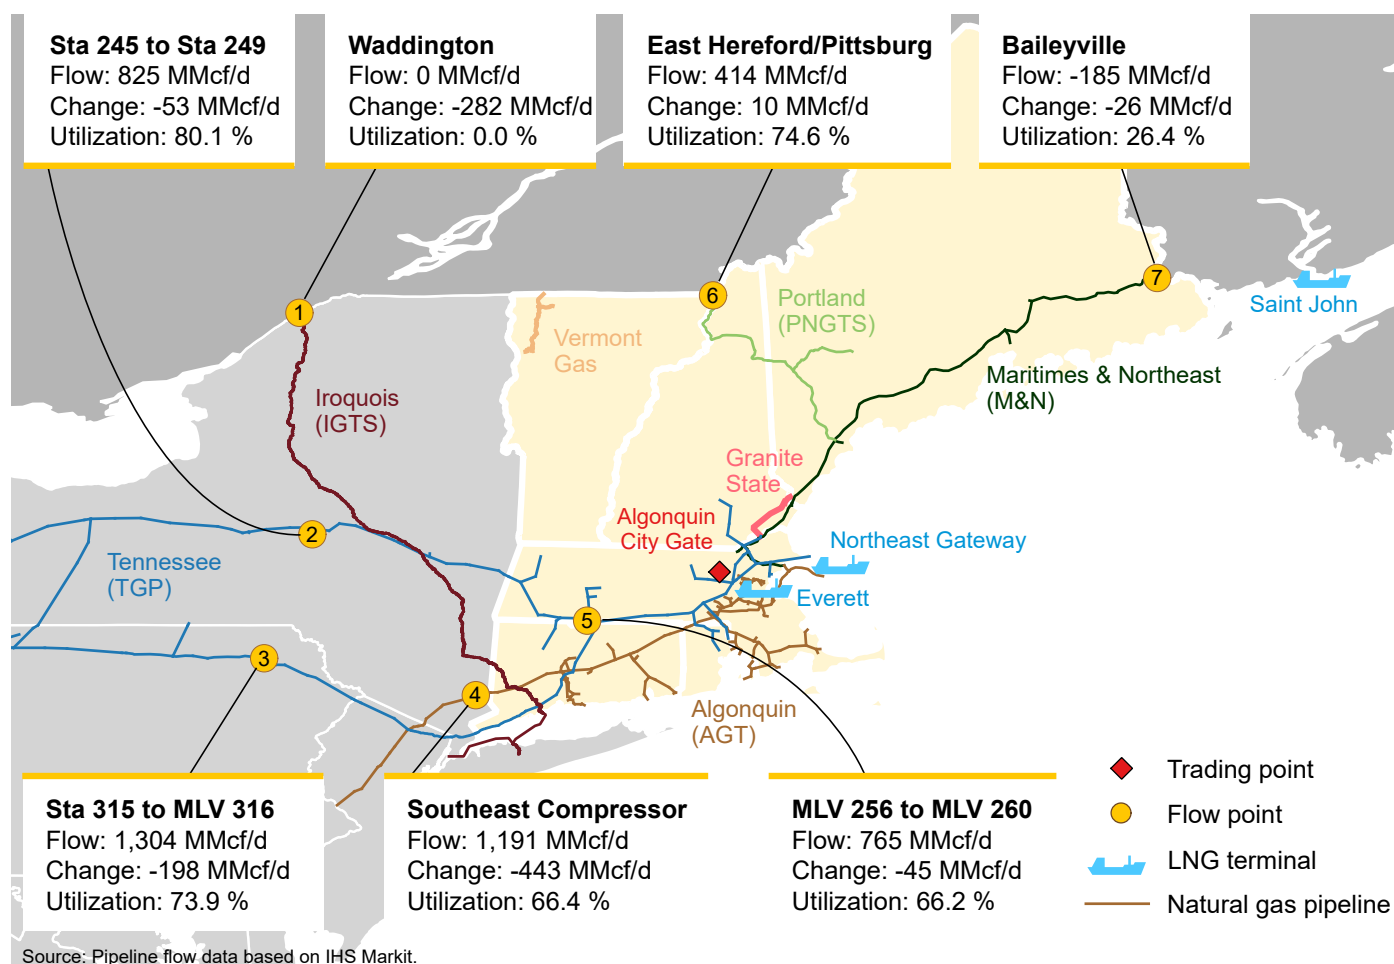 Sta 245 to Sta 249
Flow: 825 MMcf/d
Change: -53 MMcf/d
Utilization: 80.1 %
Waddington
Flow: 0 MMcf/d
Change: -282 MMcf/d
Utilization: 0.0 %
East Hereford/Pittsburg
Flow: 414 MMcf/d
Change: 10 MMcf/d
Utilization: 74.6 %
Baileyville
Flow: -185 MMcf/d
Change: -26 MMcf/d
Utilization: 26.4 %
1
6
7
Saint John
Portland
(PNGTS)
Vermont
Gas
Iroquois
(IGTS)
Maritimes & Northeast
(M&N)
Granite
State
Algonquin
City Gate
2
Northeast Gateway
Tennessee
(TGP)
Everett
5
3
4
Algonquin
(AGT)
Sta 315 to MLV 316
Flow: 1,304 MMcf/d
Change: -198 MMcf/d
Utilization: 73.9 %
Southeast Compressor
Flow: 1,191 MMcf/d
Change: -443 MMcf/d
Utilization: 66.4 %
MLV 256 to MLV 260
Flow: 765 MMcf/d
Change: -45 MMcf/d
Utilization: 66.2 %
Trading point
Flow point
LNG terminal
Natural gas pipeline
Source: Pipeline flow data based on IHS Markit.